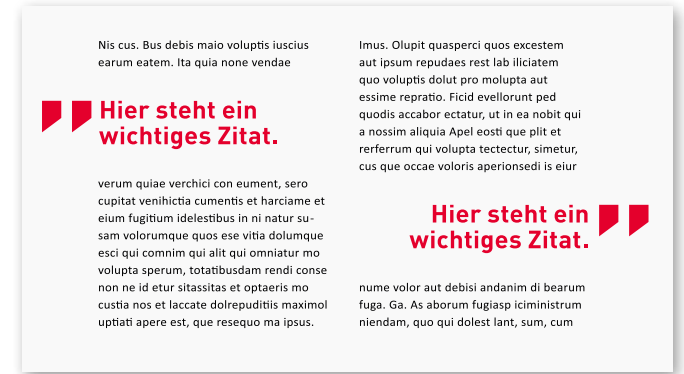 Nis cus. Bus debis maio voluptis iuscius
earum eatem. Ita quia none vendae
Hier steht ein
wichtiges Zitat.
verum quiae verchici con eument, sero
cupitat venihictia cumentis et harciame et
eium fugitium idelestibus in ni natur su-
sam volorumque quos ese vitia dolumque
esci qui comnim qui alit qui omniatur mo
volupta sperum, totatibusdam rendi conse
non ne id etur sitassitas et optaeris mo
custia nos et laccate dolrepuditiis maximol
uptiati apere est, que resequo ma ipsus.
Imus. Olupit quasperci quos excestem
aut ipsum repudaes rest lab iliciatem
quo voluptis dolut pro molupta aut
essime repratio. Ficid evellorunt ped
quodis accabor ectatur, ut in ea nobit qui
a nossim aliquia Apel eosti que plit et
rerferrum qui volupta tectectur, simetur,
cus que occae voloris aperionsedi is eiur
Hier steht ein
wichtiges Zitat.
nume volor aut debisi andanim di bearum
fuga. Ga. As aborum fugiasp iciministrum
niendam, quo qui dolest lant, sum, cum